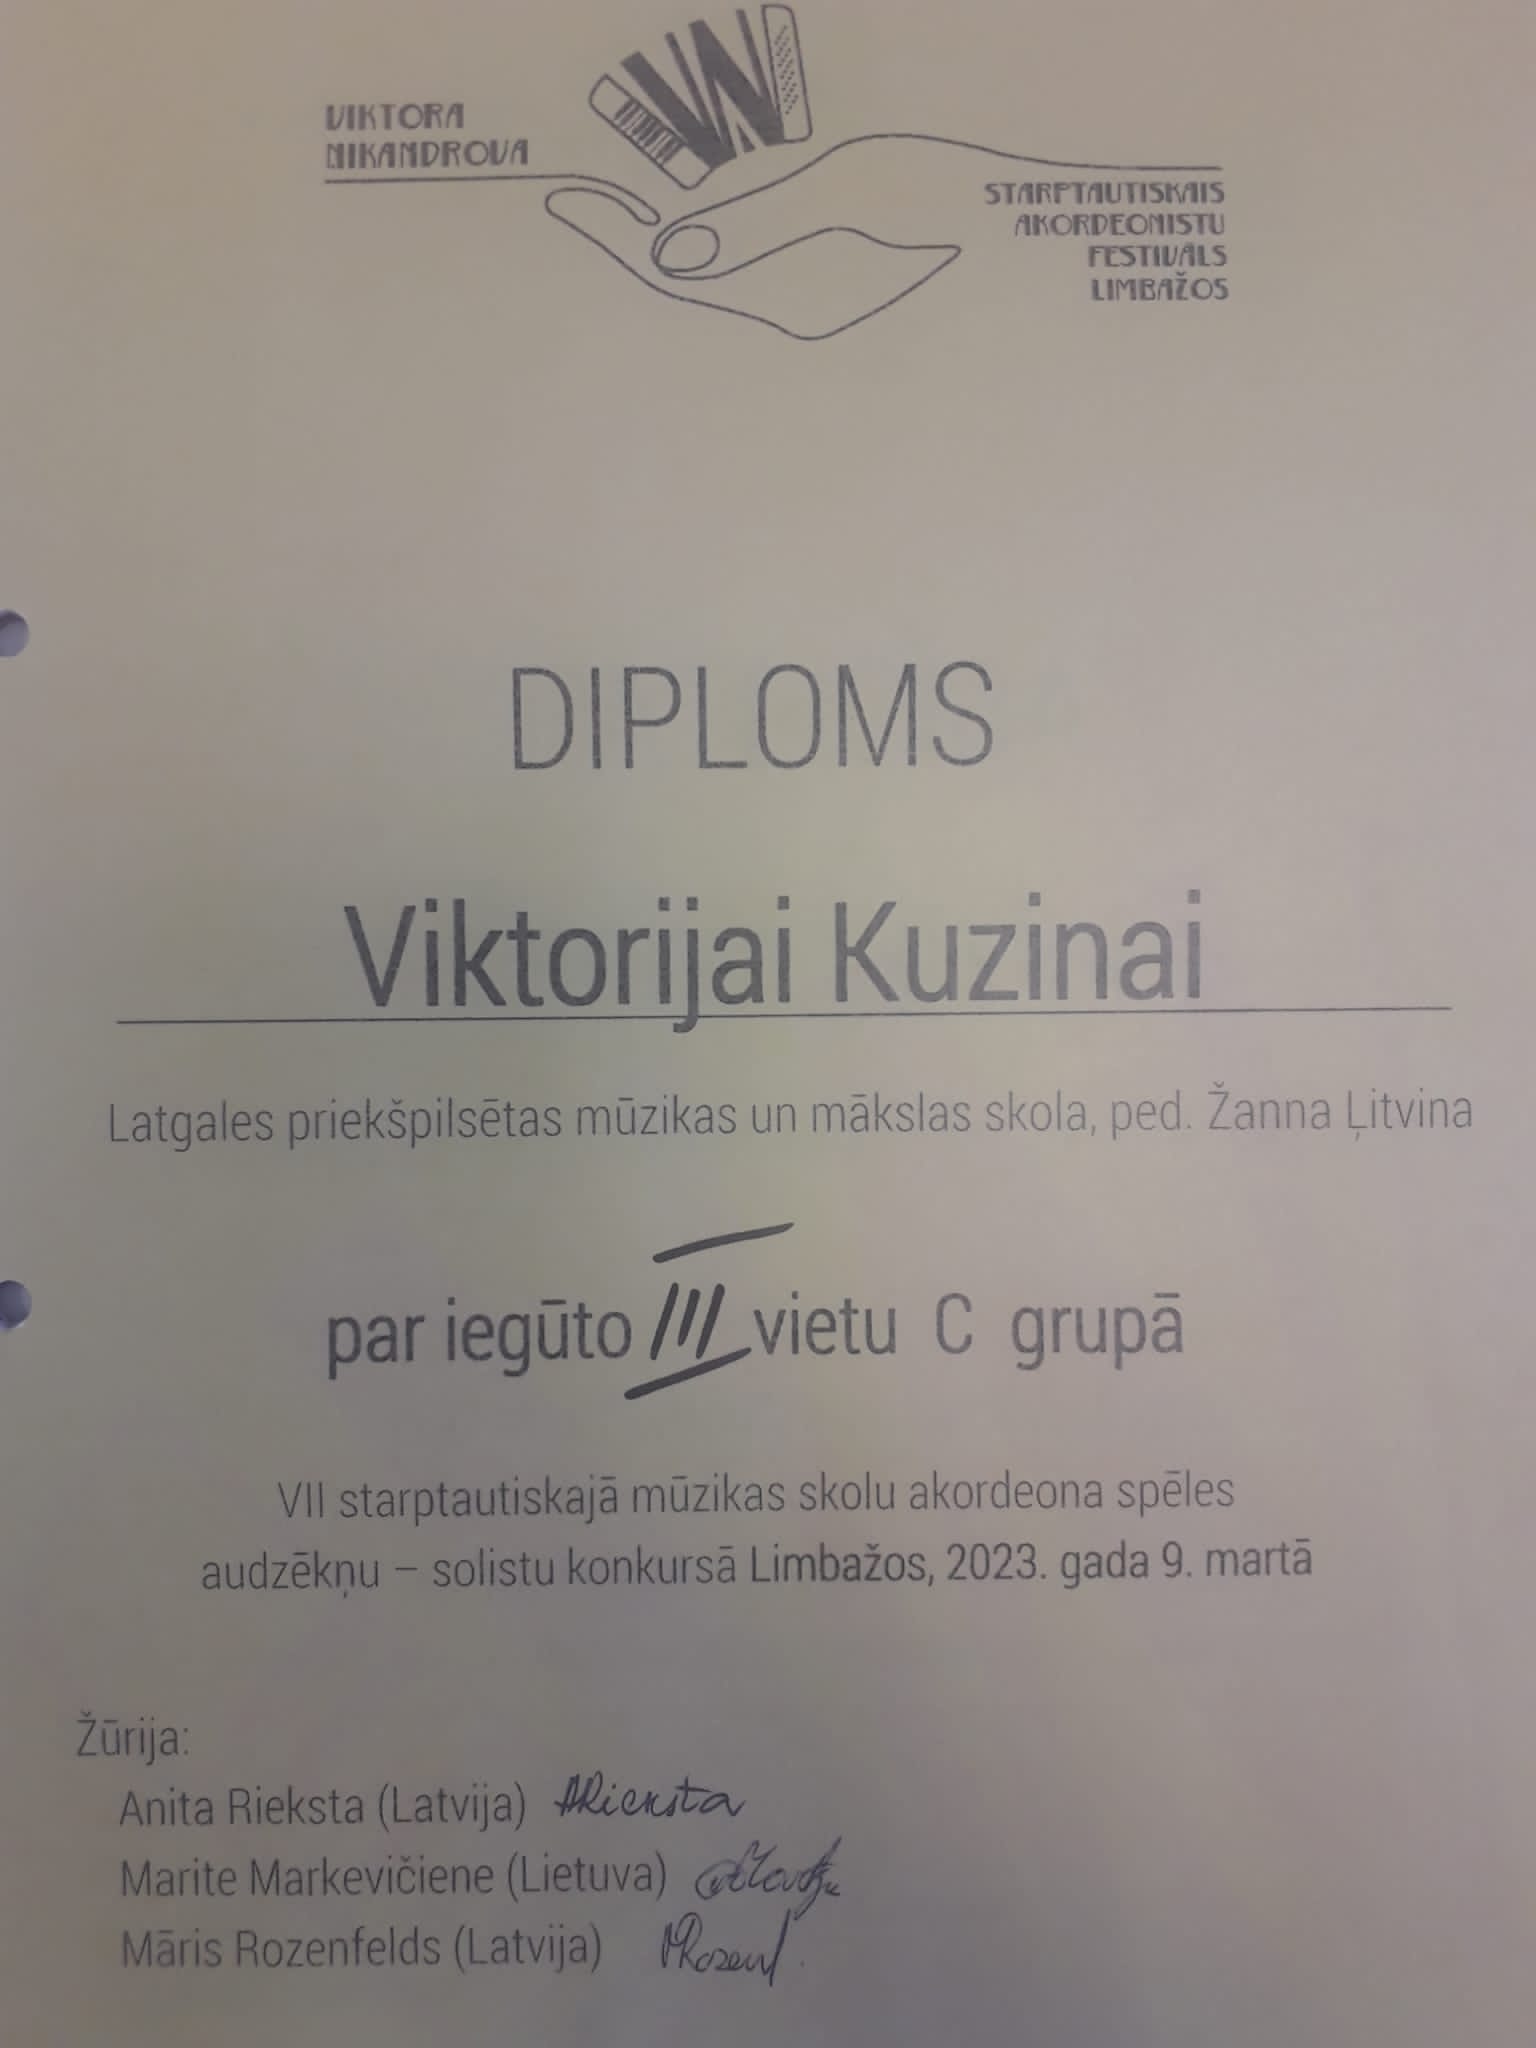 VIKTORA
NIKANDROVA
STARPTAUTISKAIS
AKORDEONISTU
FESTIVĀLS
LIMBAŽOS
DIPLOMS
Viktorijai Kuzinai
Latgales priekšpilsētas mūzikas un mākslas skola, ped. Žanna Ļitvina
par iegūto III vietu C grupā
VII starptautiskajā mūzikas skolu akordeona spēles
audzēkņu – solistu konkursā Limbažos, 2023. gada 9. martā
Žūrija:
Anita Rieksta (Latvija) ARieksta
Marite Markevičiene (Lietuva)
Māris Rozenfelds (Latvija)